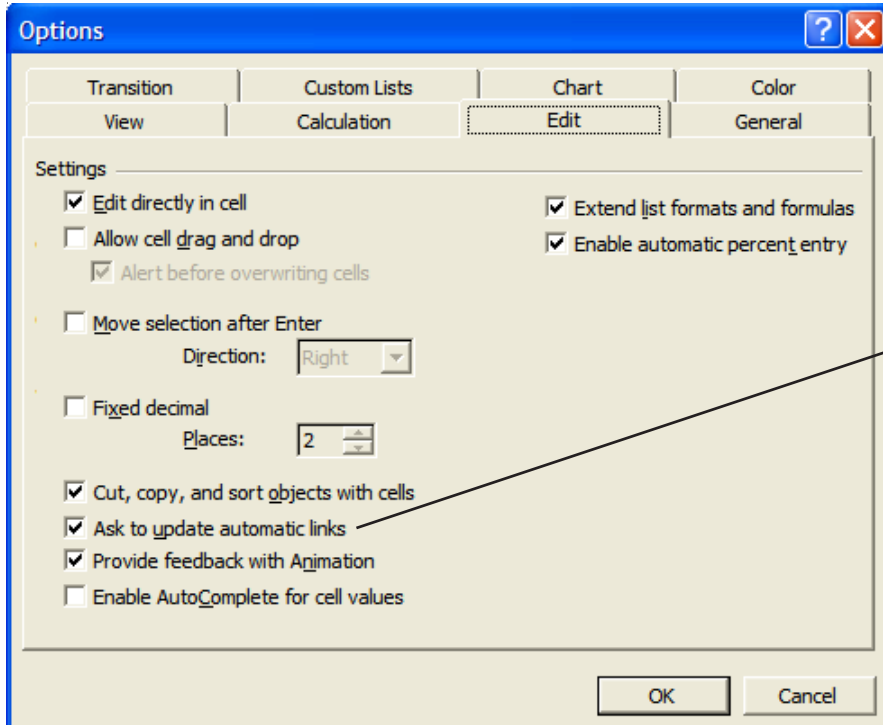 Options
Transition Custom Lists Chart Color
View Calculation Edit General
Settings
Edit directly in cell
Allow cell drag and drop
Alert before overwriting cells
Move selection after Enter
Direction: Right
Fixed decimal
Places: 2
Cut, copy, and sort objects with cells
Ask to update automatic links
Provide feedback with Animation
Enable AutoComplete for cell values
Extend list formats and formulas
Enable automatic percent entry
OK Cancel